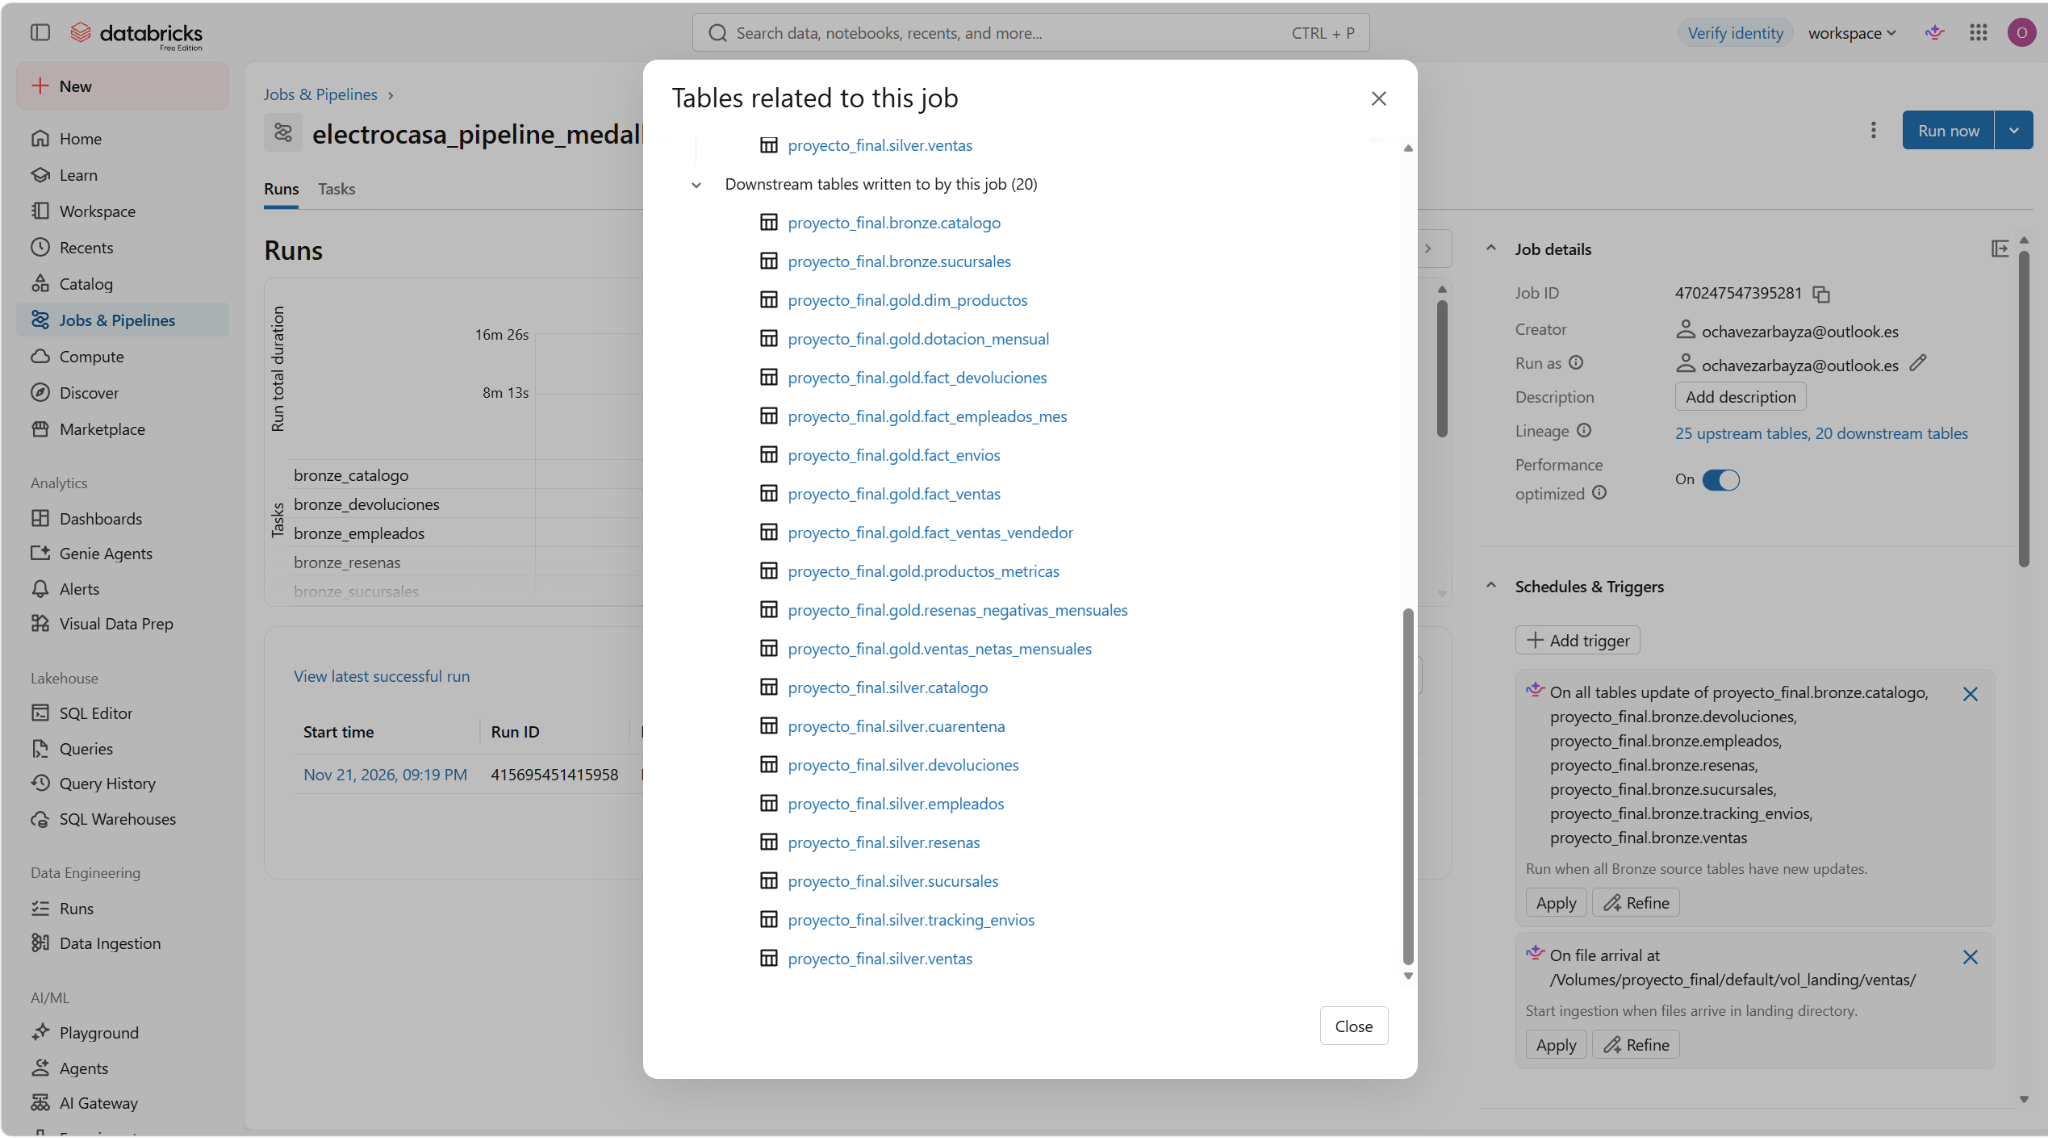 databricks
Free Edition
Search data, notebooks, recents, and more...
CTRL + P
Verify identity
workspace
O
New
Home
Learn
Workspace
Recents
Catalog
Jobs & Pipelines
Compute
Discover
Marketplace
Analytics
Dashboards
Genie Agents
Alerts
Visual Data Prep
Lakehouse
SQL Editor
Queries
Query History
SQL Warehouses
Data Engineering
Runs
Data Ingestion
AI/ML
Playground
Agents
AI Gateway
Jobs & Pipelines
electrocasa_pipeline_medal
Run now
Runs
Tasks
Runs
Run total duration
16m 26s
8m 13s
Tasks
bronze_catalogo
bronze_devoluciones
bronze_empleados
bronze_resenas
bronze_sucursales
View latest successful run
Start time
Run ID
Nov 21, 2026, 09:19 PM
415695451415958
Tables related to this job
proyecto_final.silver.ventas
Downstream tables written to by this job (20)
proyecto_final.bronze.catalogo
proyecto_final.bronze.sucursales
proyecto_final.gold.dim_productos
proyecto_final.gold.dotacion_mensual
proyecto_final.gold.fact_devoluciones
proyecto_final.gold.fact_empleados_mes
proyecto_final.gold.fact_envios
proyecto_final.gold.fact_ventas
proyecto_final.gold.fact_ventas_vendedor
proyecto_final.gold.productos_metricas
proyecto_final.gold.resenas_negativas_mensuales
proyecto_final.gold.ventas_netas_mensuales
proyecto_final.silver.catalogo
proyecto_final.silver.cuarentena
proyecto_final.silver.devoluciones
proyecto_final.silver.empleados
proyecto_final.silver.resenas
proyecto_final.silver.sucursales
proyecto_final.silver.tracking_envios
proyecto_final.silver.ventas
Close
Job details
Job ID
470247547395281
Creator
ochavezarbayza@outlook.es
Run as
ochavezarbayza@outlook.es
Description
Add description
Lineage
25 upstream tables, 20 downstream tables
Performance
optimized
On
Schedules & Triggers
Add trigger
On all tables update of proyecto_final.bronze.catalogo,
proyecto_final.bronze.devoluciones,
proyecto_final.bronze.empleados,
proyecto_final.bronze.resenas,
proyecto_final.bronze.sucursales,
proyecto_final.bronze.tracking_envios,
proyecto_final.bronze.ventas
Run when all Bronze source tables have new updates.
Apply
Refine
On file arrival at
/Volumes/proyecto_final/default/vol_landing/ventas/
Start ingestion when files arrive in landing directory.
Apply
Refine